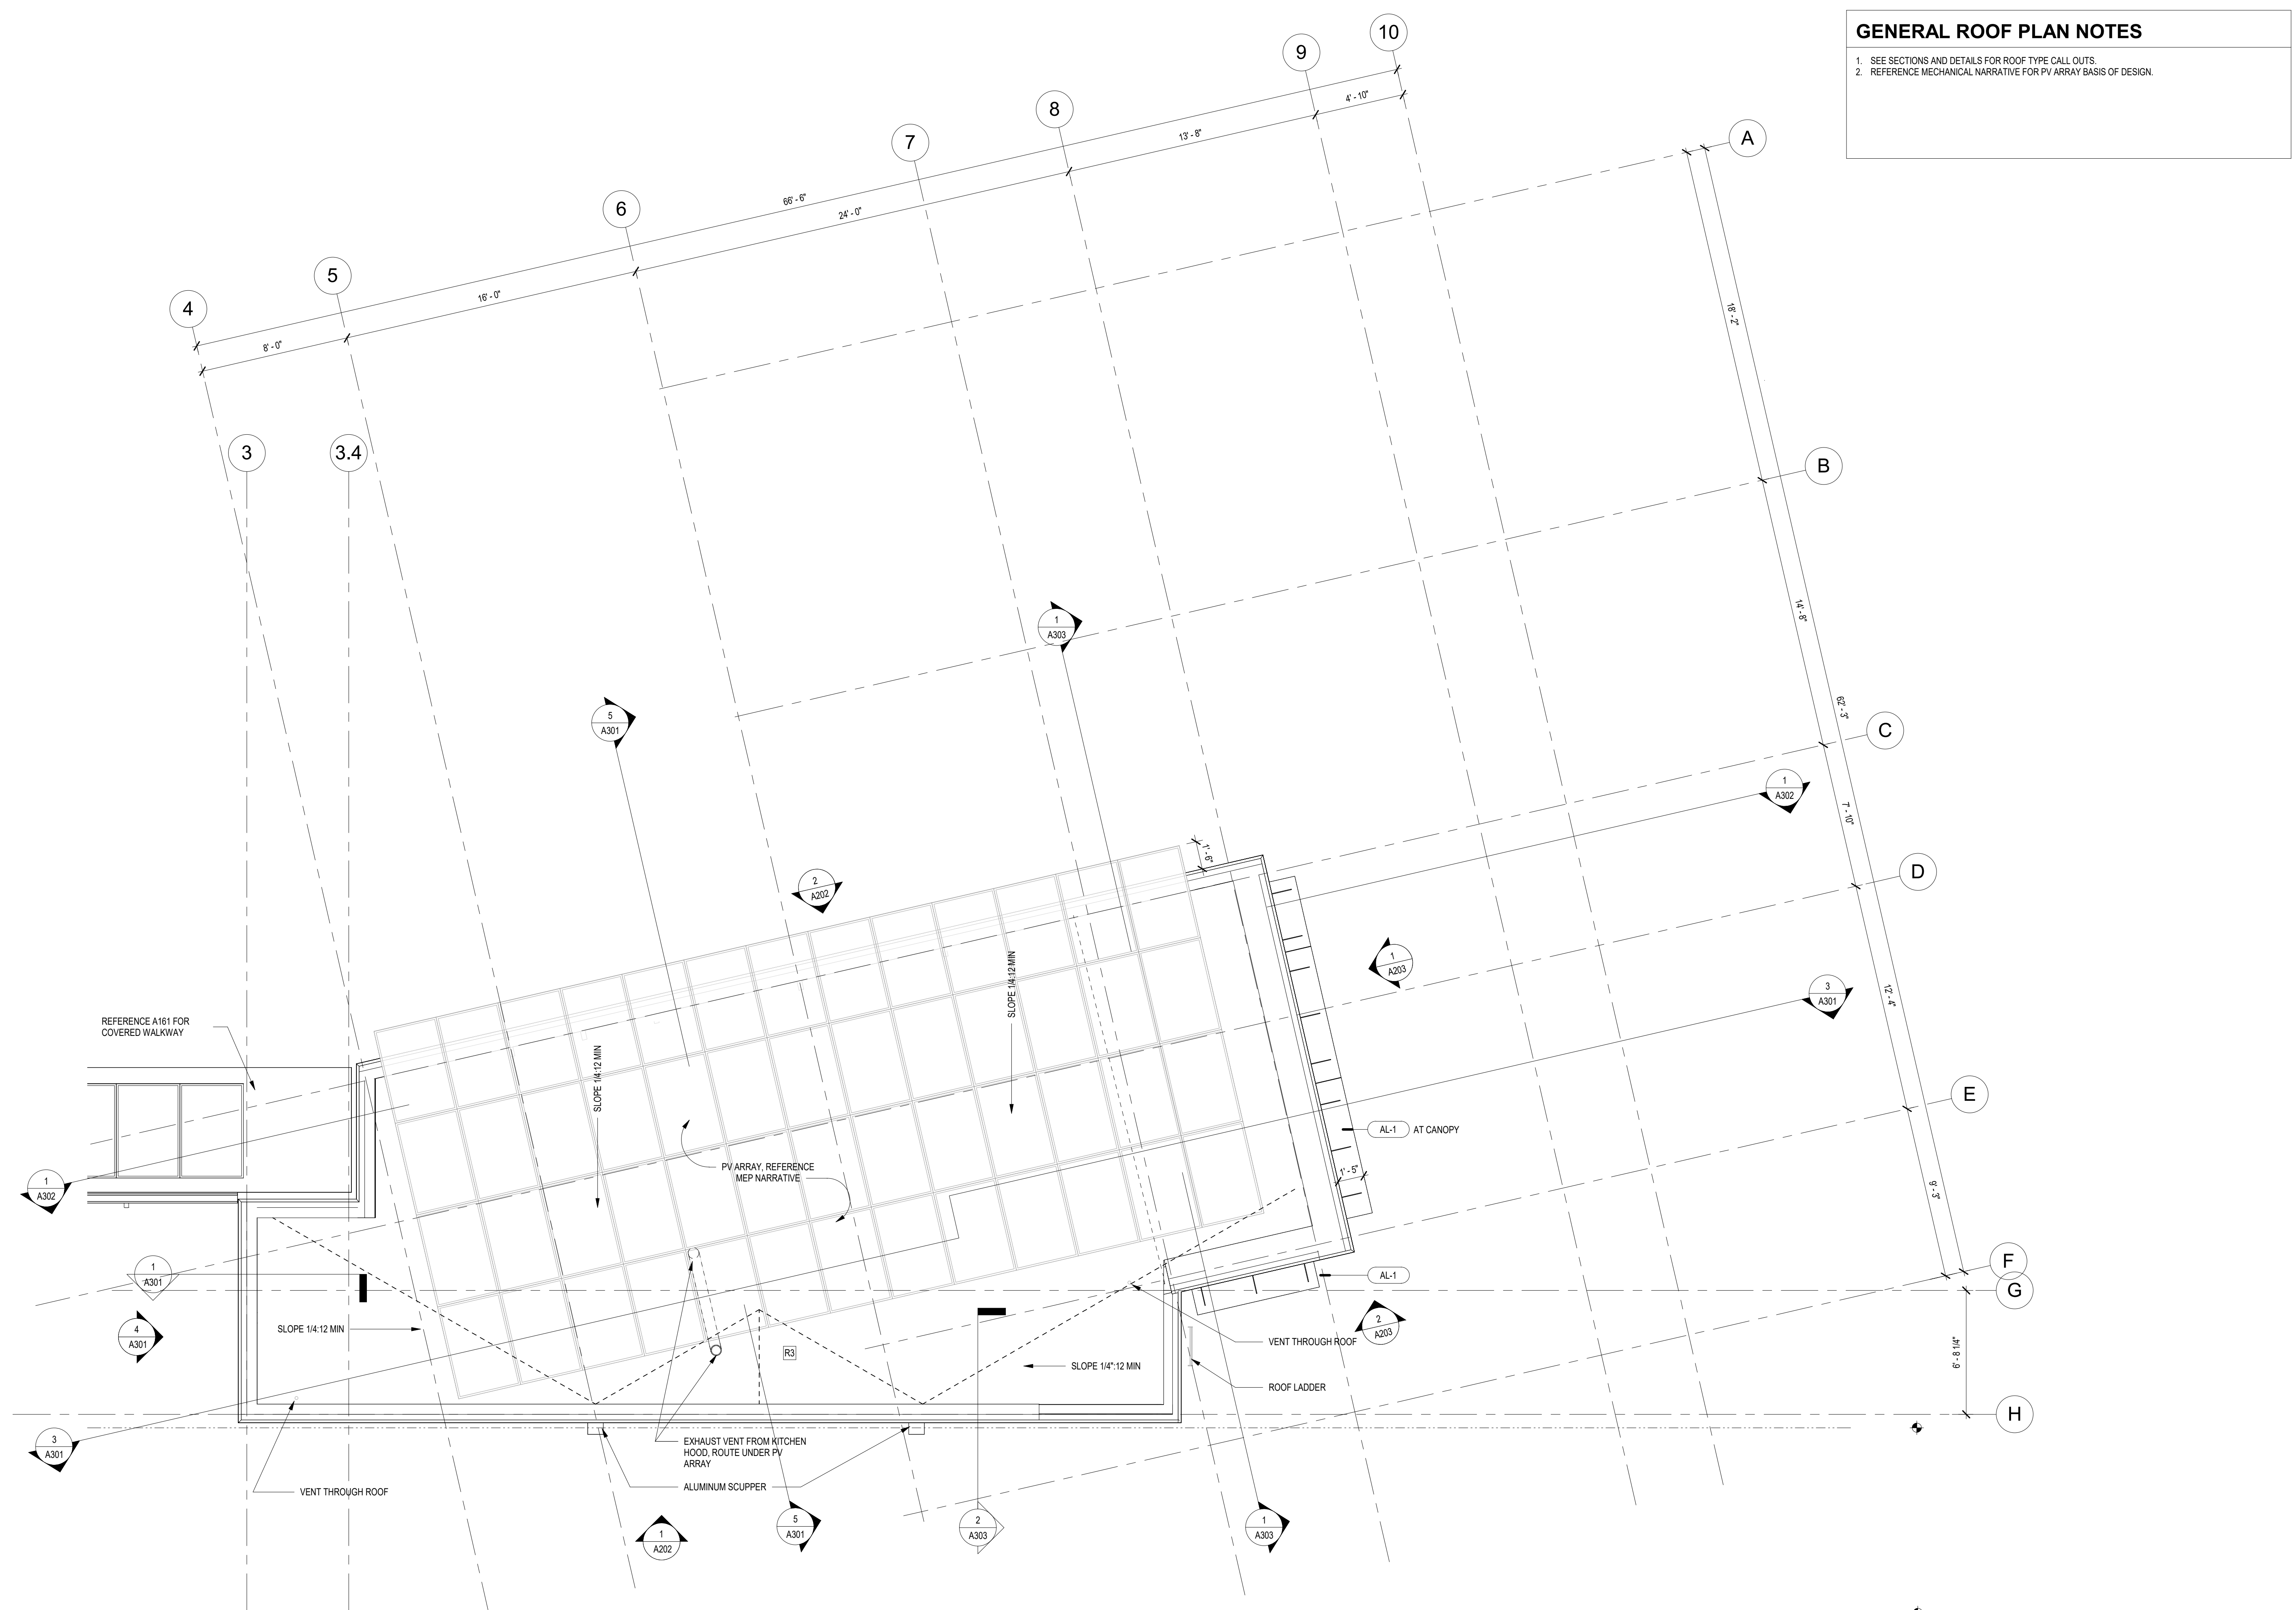 GENERAL ROOF PLAN NOTES
1. SEE SECTIONS AND DETAILS FOR ROOF TYPE CALL OUTS.
2. REFERENCE MECHANICAL NARRATIVE FOR PV ARRAY BASIS OF DESIGN.
10
9
8
7
6
5
4
3
3.4
4' - 10"
13' - 8"
66' - 6"
24' - 0"
16' - 0"
8' - 0"
A
B
C
D
E
F
G
H
18' - 2"
14' - 8"
62' - 3"
7' - 10"
12' - 4"
9' - 3"
6' - 8 1/4"
1
A303
5
A301
1
A302
2
A202
1' - 6"
1
A203
3
A301
SLOPE 1/4:12 MIN
SLOPE 1/4:12 MIN
REFERENCE A161 FOR
COVERED WALKWAY
AL-1
AT CANOPY
PV ARRAY, REFERENCE
MEP NARRATIVE
1' - 5"
1
A302
1
A301
AL-1
4
A301
SLOPE 1/4:12 MIN
R3
2
A203
VENT THROUGH ROOF
SLOPE 1/4":12 MIN
ROOF LADDER
3
A301
EXHAUST VENT FROM KITCHEN
HOOD, ROUTE UNDER PV
ARRAY
ALUMINUM SCUPPER
VENT THROUGH ROOF
1
A202
5
A301
2
A303
1
A303